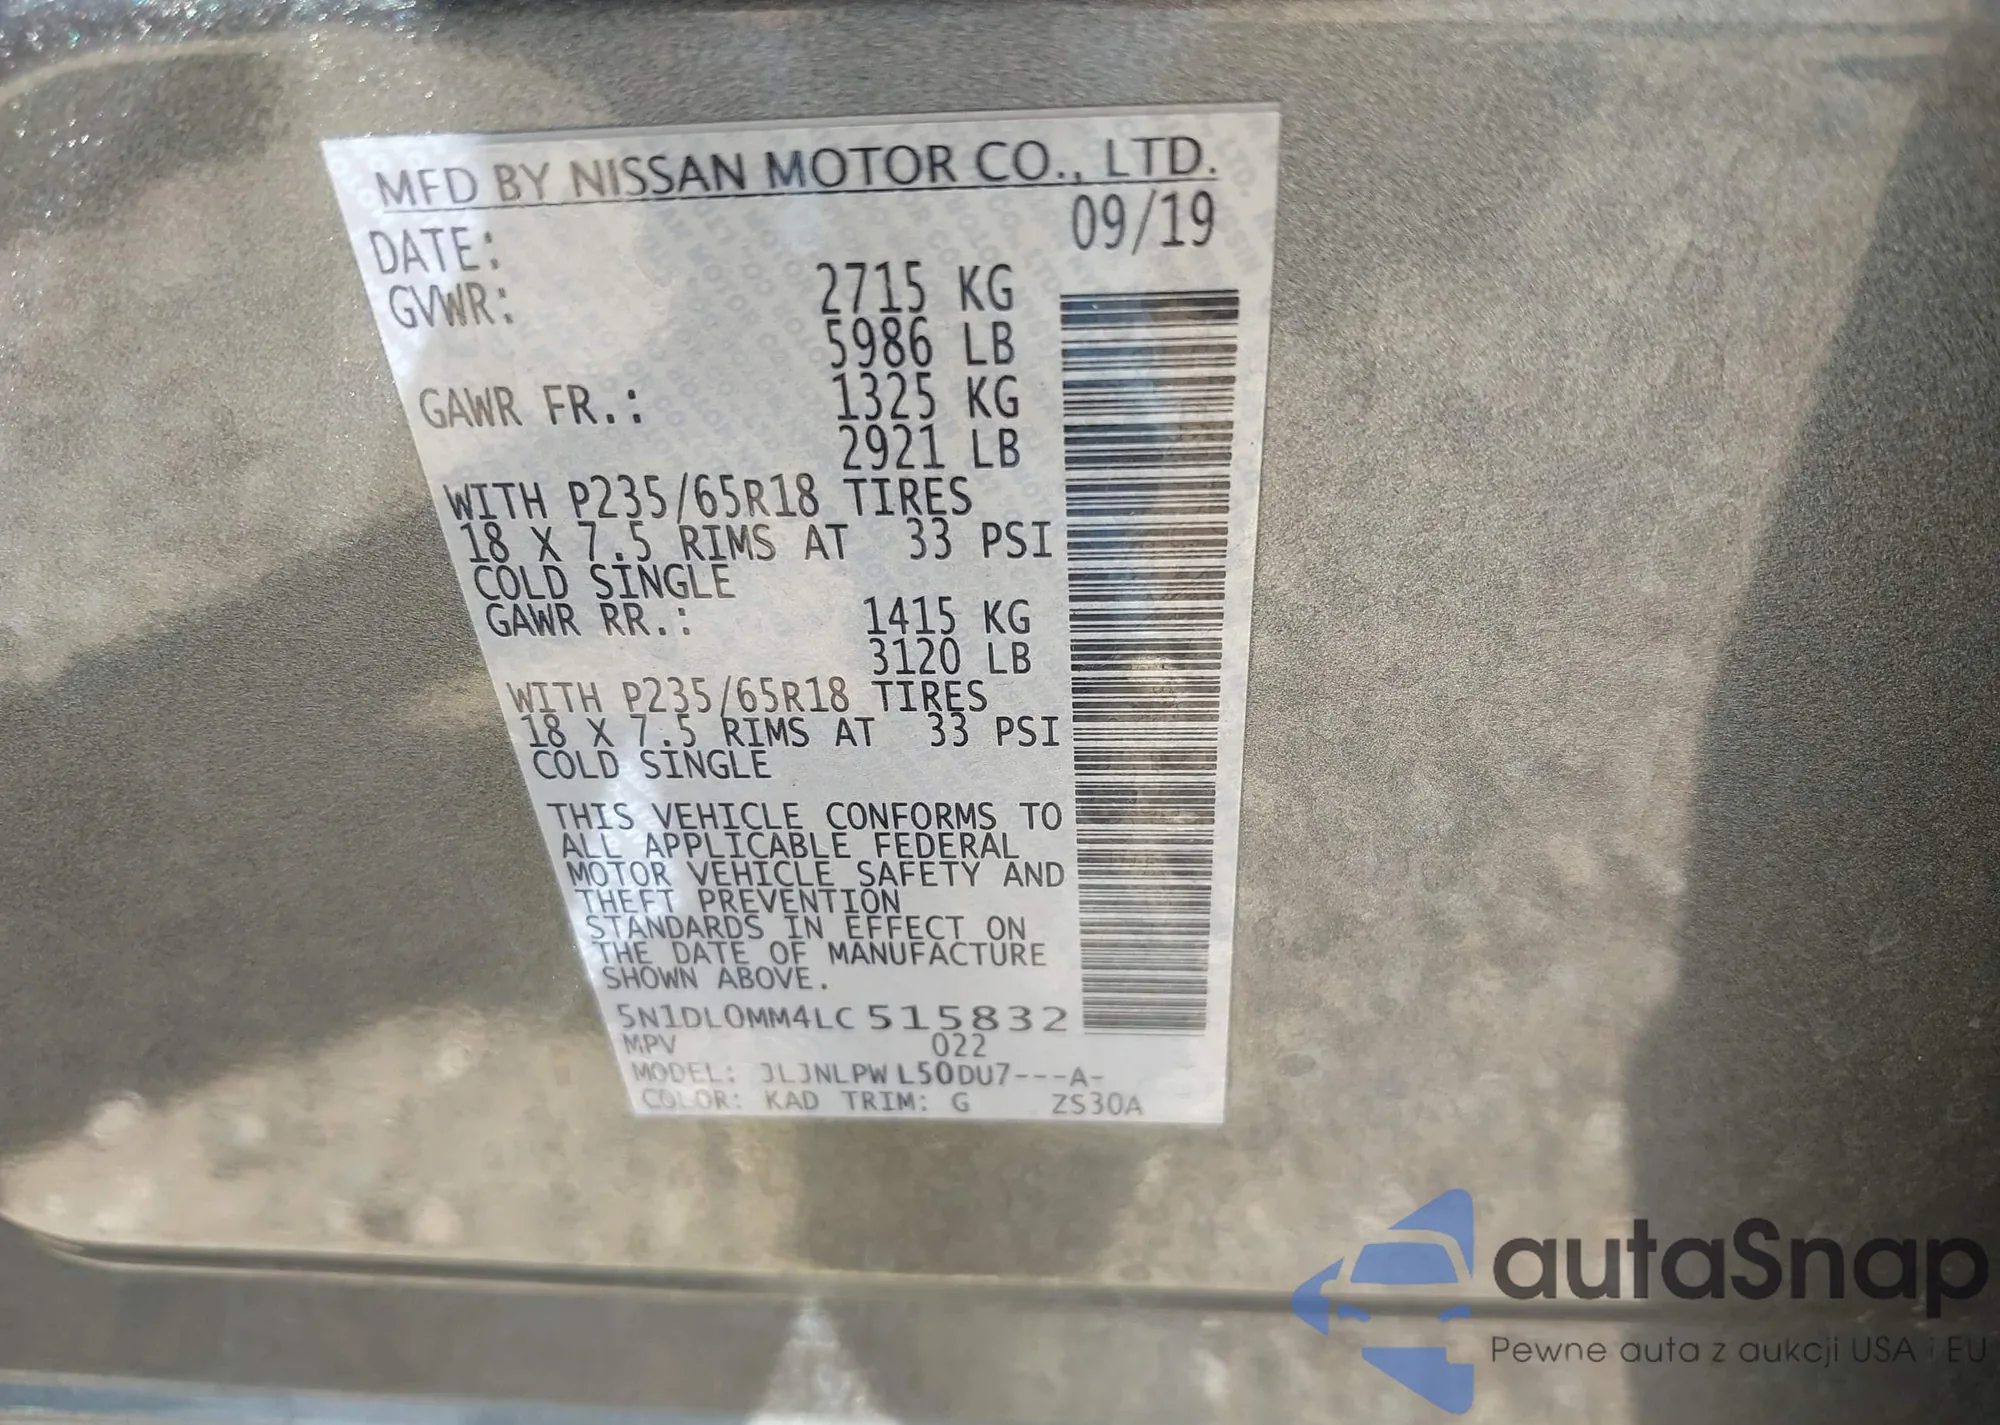 MFD BY NISSAN MOTOR CO., LTD.
DATE: 09/19
GVWR: 2715 KG
5986 LB
GAWR FR.: 1325 KG
2921 LB
WITH P235/65R18 TIRES
18 X 7.5 RIMS AT 33 PSI
COLD SINGLE
GAWR RR.: 1415 KG
3120 LB
WITH P235/65R18 TIRES
18 X 7.5 RIMS AT 33 PSI
COLD SINGLE
THIS VEHICLE CONFORMS TO
ALL APPLICABLE FEDERAL
MOTOR VEHICLE SAFETY AND
THEFT PREVENTION
STANDARDS IN EFFECT ON
THE DATE OF MANUFACTURE
SHOWN ABOVE.
5N1DL0MM4LC515832
MPV 022
MODEL: JLJNLPW L50DU7---A-
COLOR: KAD TRIM: G ZS30A
autaSnap
Pewne auta z aukcji USA i EU